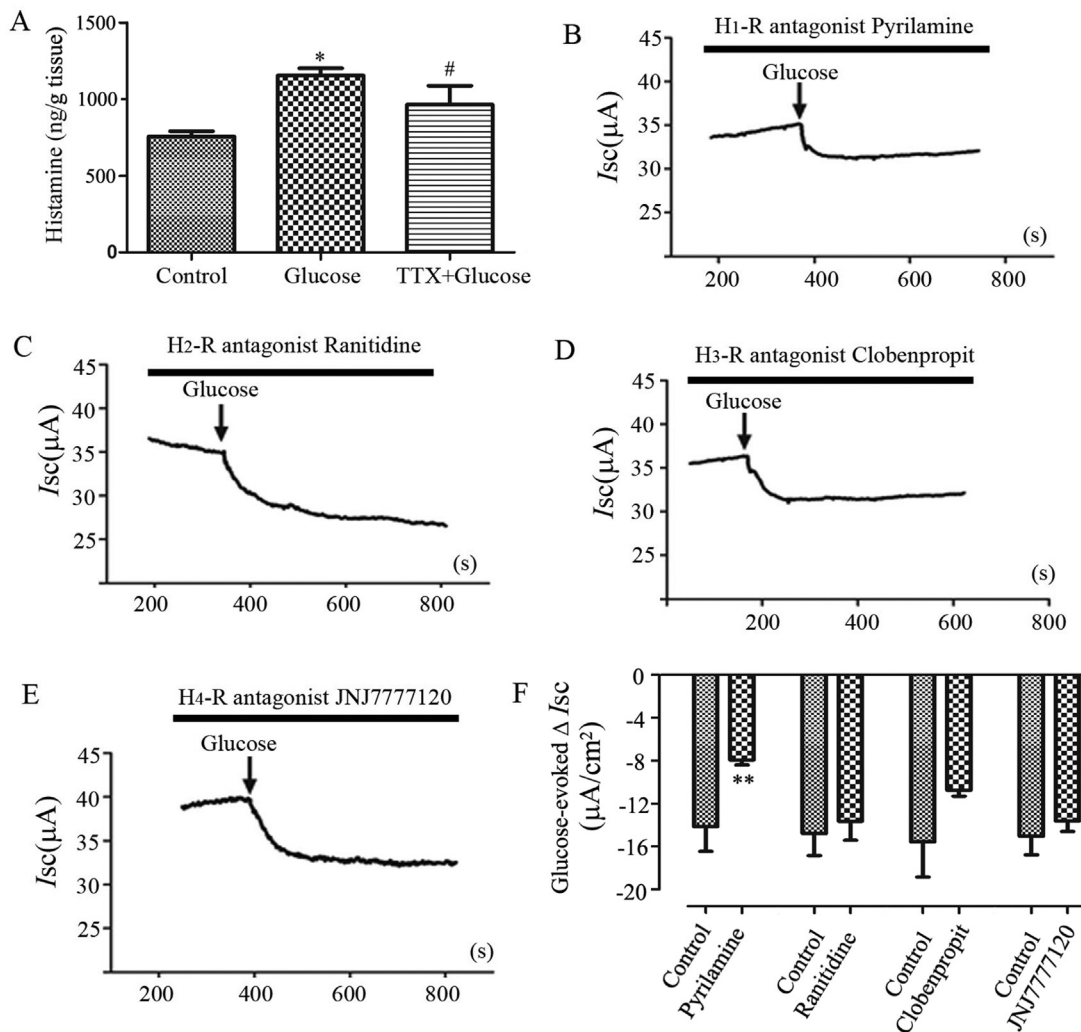 A
1500
1000
500
0
Histamine (ng/g tissue)
*
#
Control
Glucose
TTX+Glucose
B
H1-R antagonist Pyrilamine
Glucose
45
40
35
30
25
Isc(μA)
(s)
200 400 600 800
C
H2-R antagonist Ranitidine
Glucose
45
40
35
30
25
Isc(μA)
(s)
200 400 600 800
D
H3-R antagonist Clobenpropit
Glucose
45
40
35
30
25
Isc(μA)
(s)
200 400 600 800
E
H4-R antagonist JNJ7777120
Glucose
45
40
35
30
25
Isc(μA)
(s)
200 400 600 800
F
Glucose-evoked Δ Isc
(μA/cm²)
0
-4
-8
-12
-16
-20
**
Control
Pyrilamine
Control
Ranitidine
Control
Clobenpropit
Control
JNJ7777120